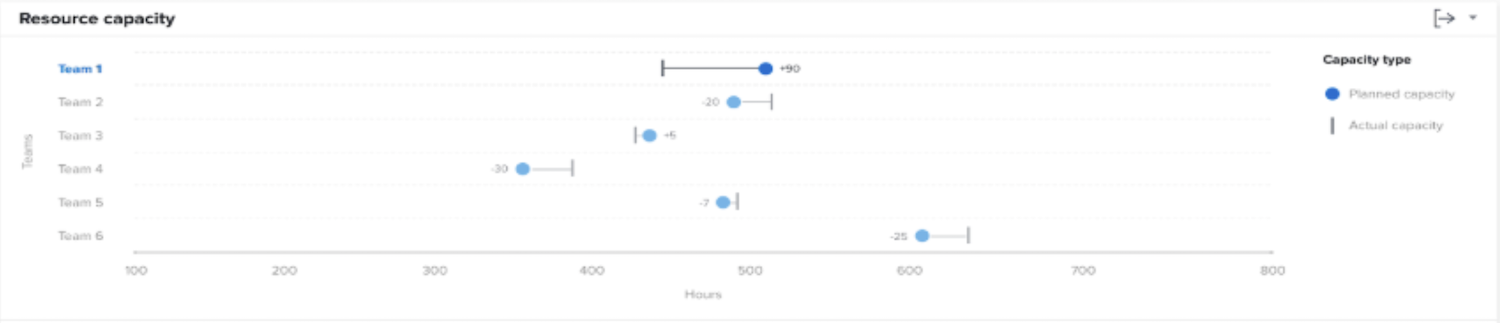 Resource capacity
Capacity type
Team 1
+90
Planned capacity
Team 2
-20
Actual capacity
Team 3
+5
Teams
Team 4
-30
Team 5
-7
Team 6
-25
100 200 300 400 500 600 700 800
Hours